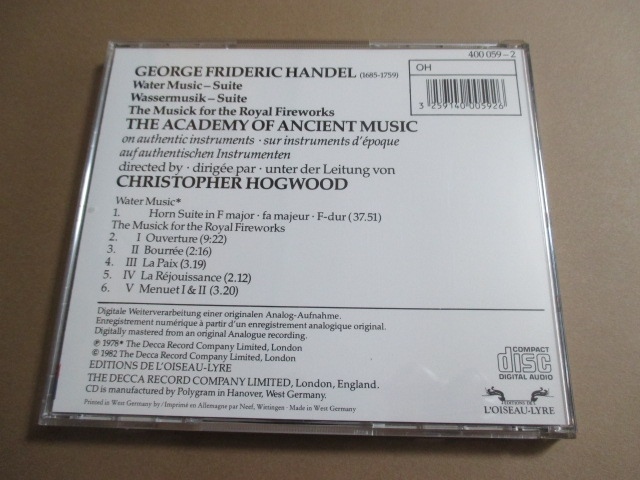 400 059 – 2
OH
3 259140 005926
GEORGE FRIDERIC HANDEL (1685-1759)
Water Music – Suite
Wassermusik – Suite
The Musick for the Royal Fireworks
THE ACADEMY OF ANCIENT MUSIC
on authentic instruments · sur instruments d'époque
auf authentischen Instrumenten
directed by · dirigée par · unter der Leitung von
CHRISTOPHER HOGWOOD
Water Music*
1. Horn Suite in F major · fa majeur · F-dur (37.51)
The Musick for the Royal Fireworks
2. I Ouverture (9:22)
3. II Bourrée (2:16)
4. III La Paix (3.19)
5. IV La Réjouissance (2.12)
6. V Menuet I & II (3.20)
Digitale Weiterverarbeitung einer originalen Analog-Aufnahme.
Enregistrement numérique à partir d'un enregistrement analogique original.
Digitally mastered from an original Analogue recording.
℗ 1978* The Decca Record Company Limited, London
© 1982 The Decca Record Company Limited, London
EDITIONS DE L'OISEAU-LYRE
THE DECCA RECORD COMPANY LIMITED, London, England.
CD is manufactured by Polygram in Hanover, West Germany.
Printed in West Germany by/Imprimé en Allemagne par Neef, Wittingen · Made in West Germany
COMPACT
disc
DIGITAL AUDIO
EDITIONS DE
L'OISEAU-LYRE